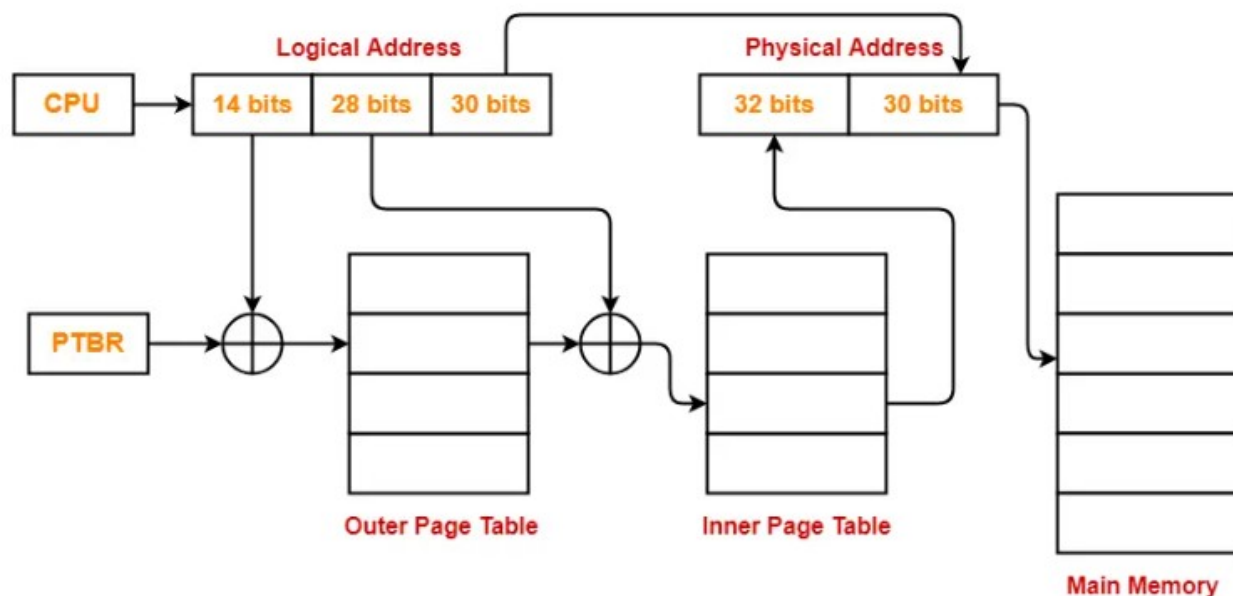 Logical Address
Physical Address
CPU
14 bits
28 bits
30 bits
32 bits
30 bits
PTBR
Outer Page Table
Inner Page Table
Main Memory